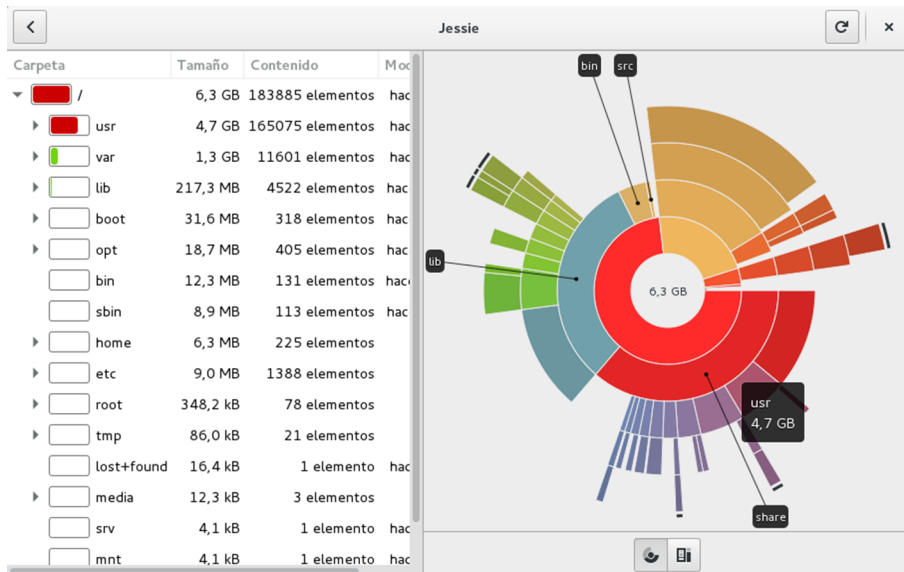 Jessie
Carpeta Tamaño Contenido Moc
/ 6,3 GB 183885 elementos hac
usr 4,7 GB 165075 elementos hac
var 1,3 GB 11601 elementos hac
lib 217,3 MB 4522 elementos hac
boot 31,6 MB 318 elementos hac
opt 18,7 MB 405 elementos hac
bin 12,3 MB 131 elementos hac
sbin 8,9 MB 113 elementos hac
home 6,3 MB 225 elementos
etc 9,0 MB 1388 elementos
root 348,2 kB 78 elementos
tmp 86,0 kB 21 elementos
lost+found 16,4 kB 1 elemento hac
media 12,3 kB 3 elementos
srv 4,1 kB 1 elemento hac
mnt 4,1 kB 1 elemento hac
bin src
lib
6,3 GB
usr
4,7 GB
share